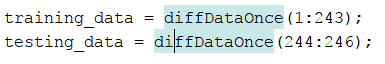 training_data = diffDataOnce(1:243);
testing_data = diffDataOnce(244:246);